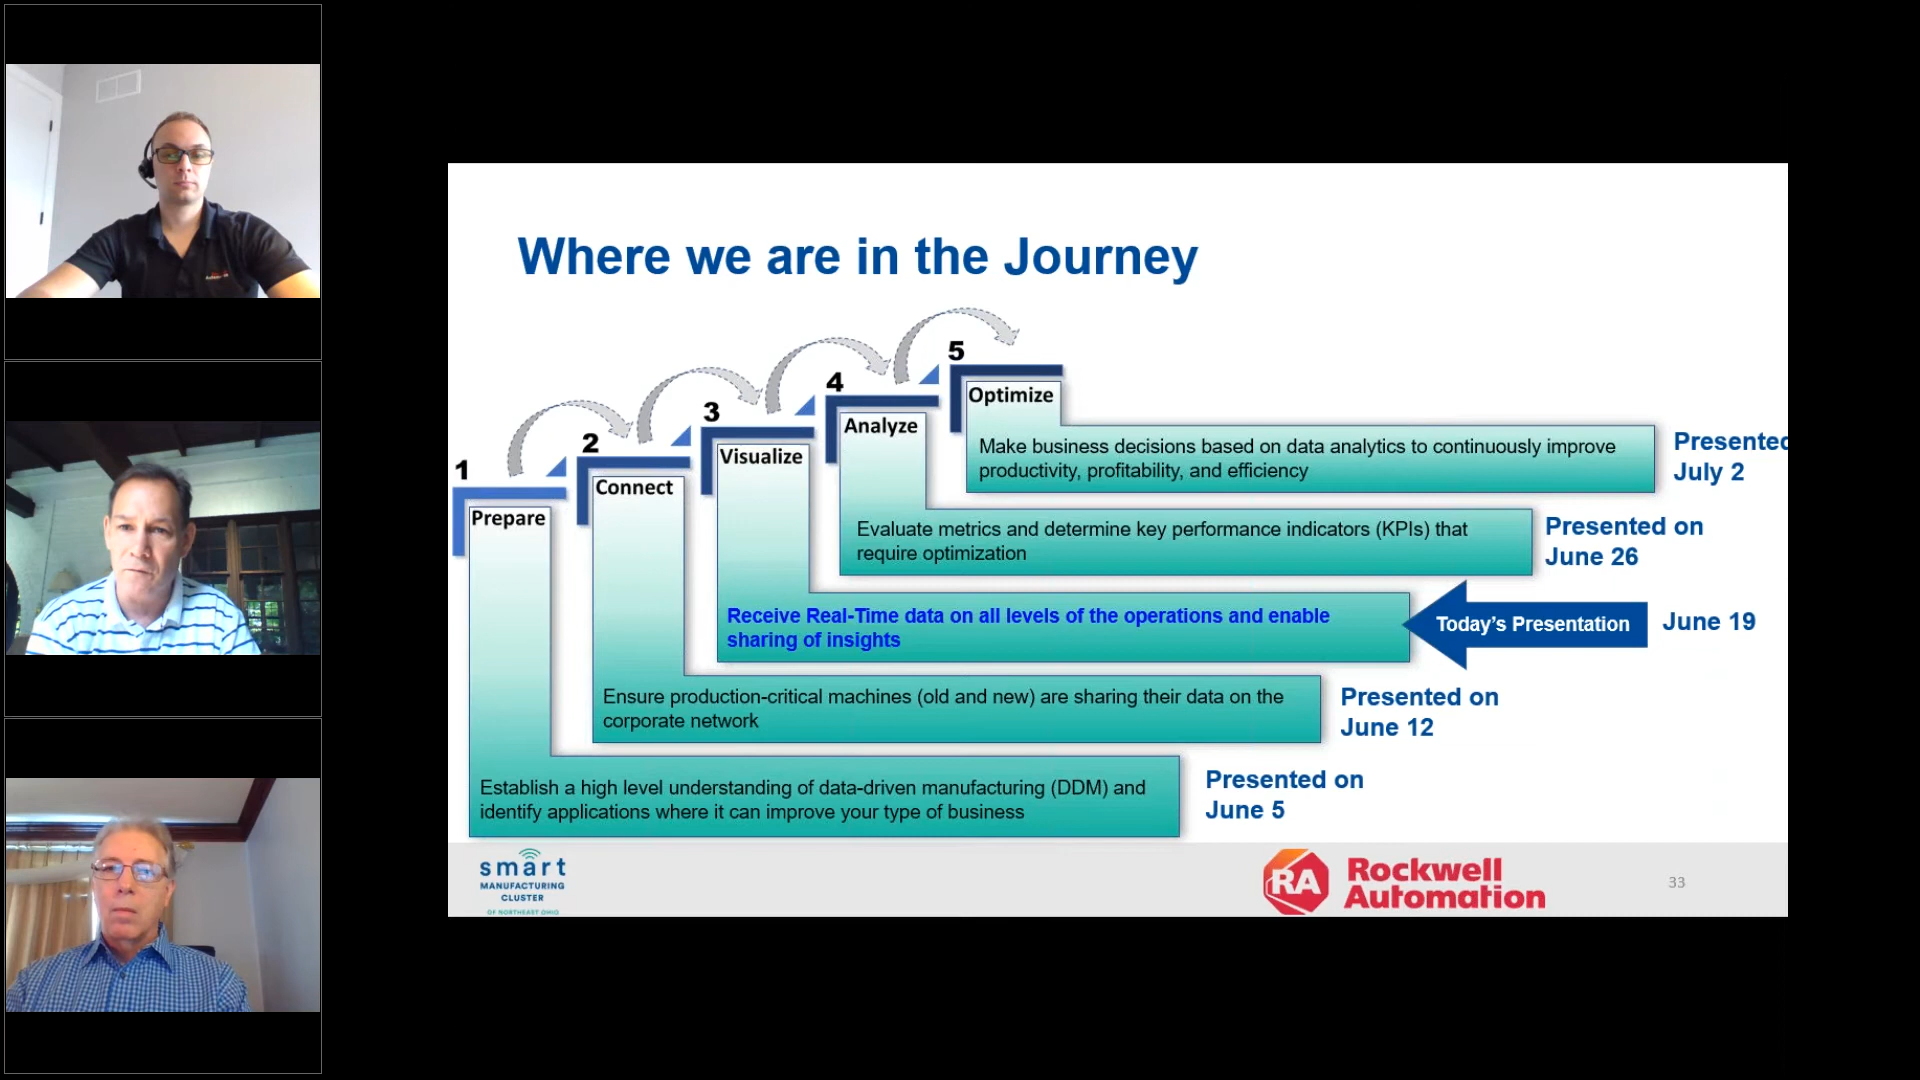 Where we are in the Journey
5
Optimize
Make business decisions based on data analytics to continuously improve
productivity, profitability, and efficiency
Presented
July 2
4
Analyze
Evaluate metrics and determine key performance indicators (KPIs) that
require optimization
Presented on
June 26
3
Visualize
Receive Real-Time data on all levels of the operations and enable
sharing of insights
Today's Presentation
June 19
2
Connect
Ensure production-critical machines (old and new) are sharing their data on the
corporate network
Presented on
June 12
1
Prepare
Establish a high level understanding of data-driven manufacturing (DDM) and
identify applications where it can improve your type of business
Presented on
June 5
smart
MANUFACTURING
CLUSTER
OF NORTHEAST OHIO
RA
Rockwell
Automation
33